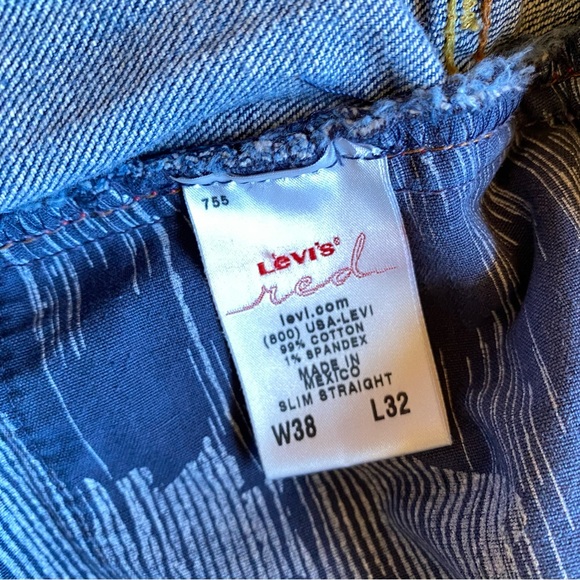 755
Levi's®
red
levi.com
(800) USA-LEVI
99% COTTON
1% SPANDEX
MADE IN
MEXICO
SLIM STRAIGHT
W38 L32